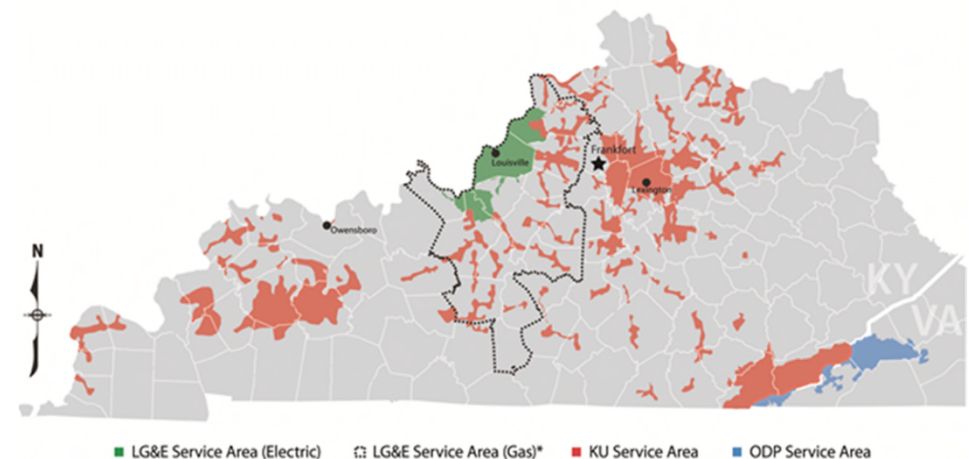 Frankfort
Louisville
Lexington
Owensboro
N
KY
VA
LG&E Service Area (Electric)
LG&E Service Area (Gas)*
KU Service Area
ODP Service Area